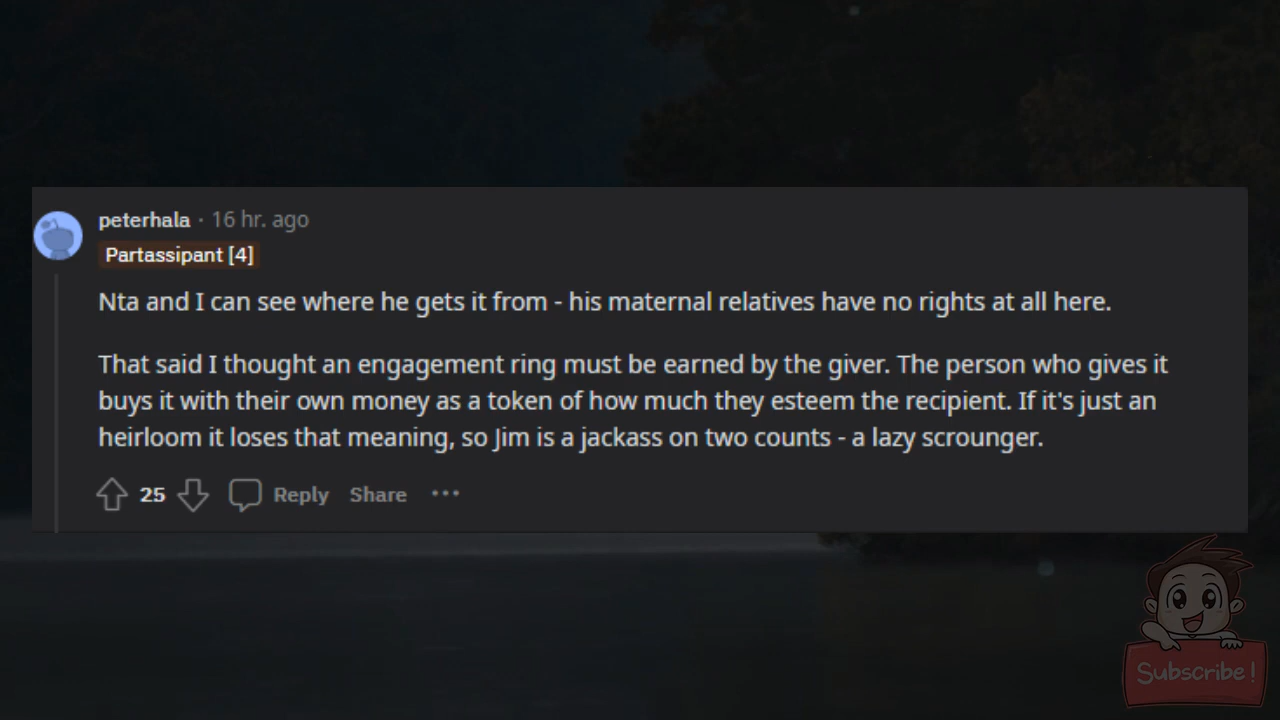 peterhala · 16 hr. ago
Partassipant [4]
Nta and I can see where he gets it from - his maternal relatives have no rights at all here.
That said I thought an engagement ring must be earned by the giver. The person who gives it
buys it with their own money as a token of how much they esteem the recipient. If it's just an
heirloom it loses that meaning, so Jim is a jackass on two counts - a lazy scrounger.
25 Reply Share ···
Subscribe!